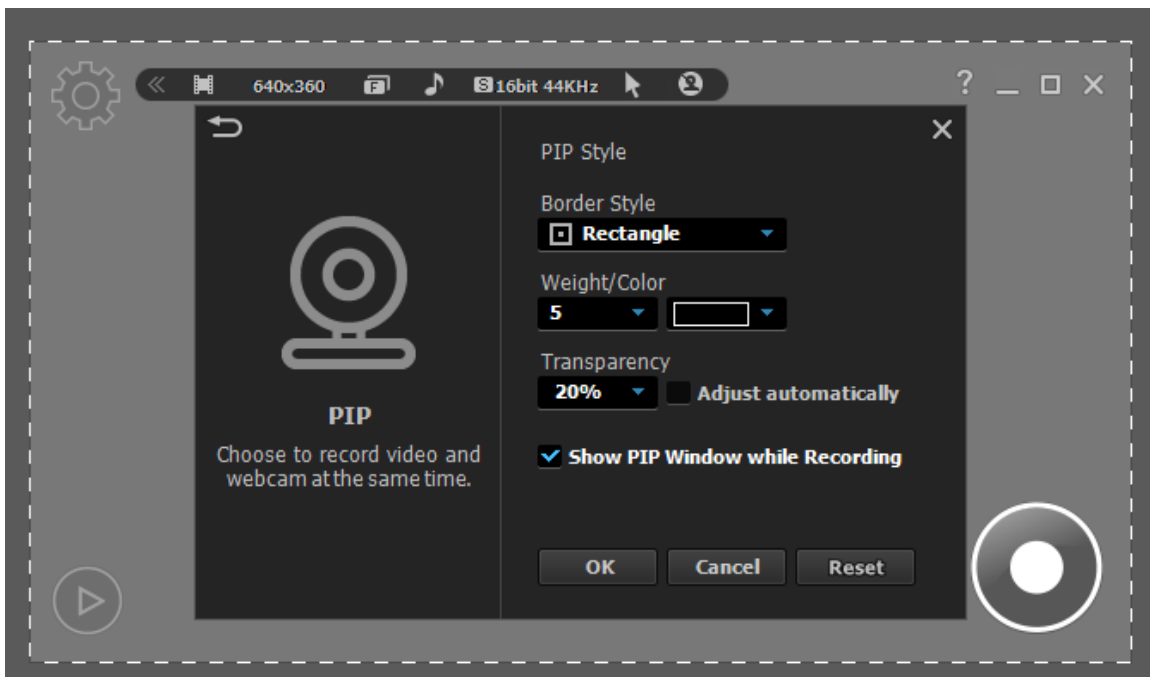 640x360 F S 16bit 44KHz ?
PIP Style
Border Style
Rectangle
Weight/Color
5
Transparency
20% Adjust automatically
PIP
Choose to record video and
webcam at the same time.
Show PIP Window while Recording
OK Cancel Reset